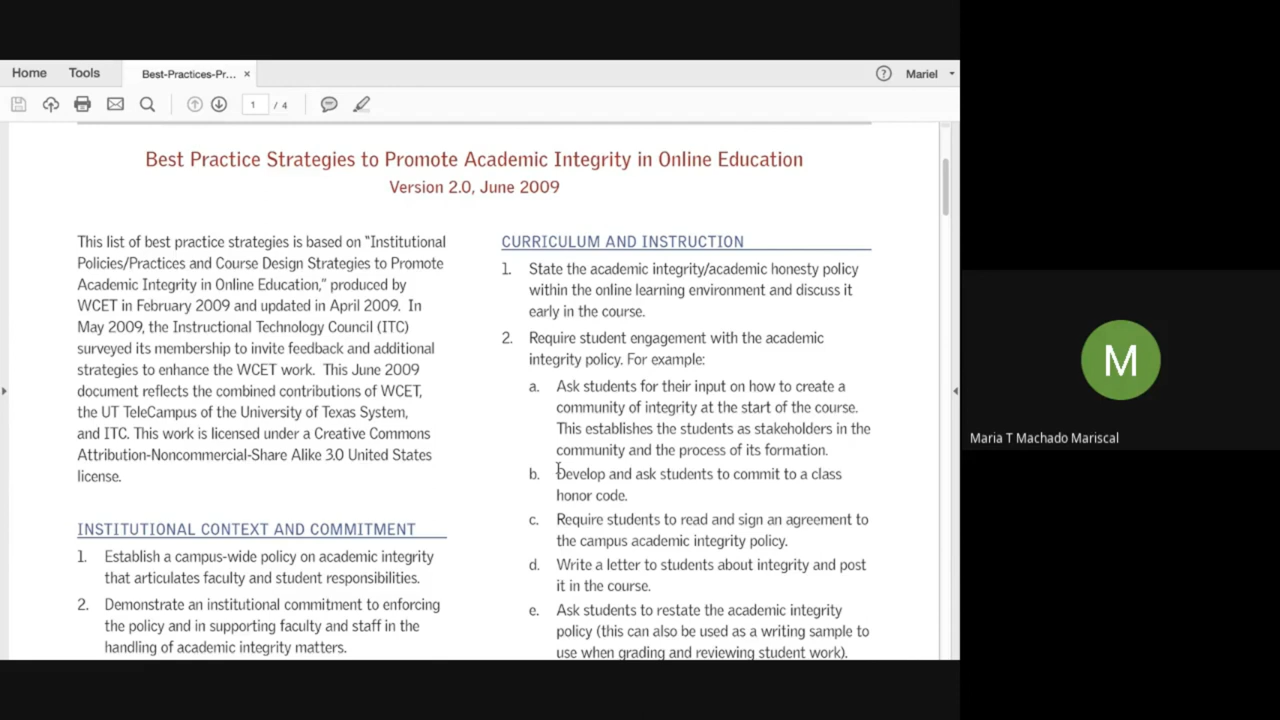 Home
Tools
Best-Practices-Pr...
×
?
Mariel
1 / 4
Best Practice Strategies to Promote Academic Integrity in Online Education
Version 2.0, June 2009
This list of best practice strategies is based on “Institutional
Policies/Practices and Course Design Strategies to Promote
Academic Integrity in Online Education,” produced by
WCET in February 2009 and updated in April 2009.  In
May 2009, the Instructional Technology Council (ITC)
surveyed its membership to invite feedback and additional
strategies to enhance the WCET work.  This June 2009
document reflects the combined contributions of WCET,
the UT TeleCampus of the University of Texas System,
and ITC. This work is licensed under a Creative Commons
Attribution-Noncommercial-Share Alike 3.0 United States
license.
INSTITUTIONAL CONTEXT AND COMMITMENT
1. Establish a campus-wide policy on academic integrity
that articulates faculty and student responsibilities.
2. Demonstrate an institutional commitment to enforcing
the policy and in supporting faculty and staff in the
handling of academic integrity matters.
CURRICULUM AND INSTRUCTION
1. State the academic integrity/academic honesty policy
within the online learning environment and discuss it
early in the course.
2. Require student engagement with the academic
integrity policy. For example:
a. Ask students for their input on how to create a
community of integrity at the start of the course.
This establishes the students as stakeholders in the
community and the process of its formation.
b. Develop and ask students to commit to a class
honor code.
c. Require students to read and sign an agreement to
the campus academic integrity policy.
d. Write a letter to students about integrity and post
it in the course.
e. Ask students to restate the academic integrity
policy (this can also be used as a writing sample to
use when grading and reviewing student work).
M
Maria T Machado Mariscal